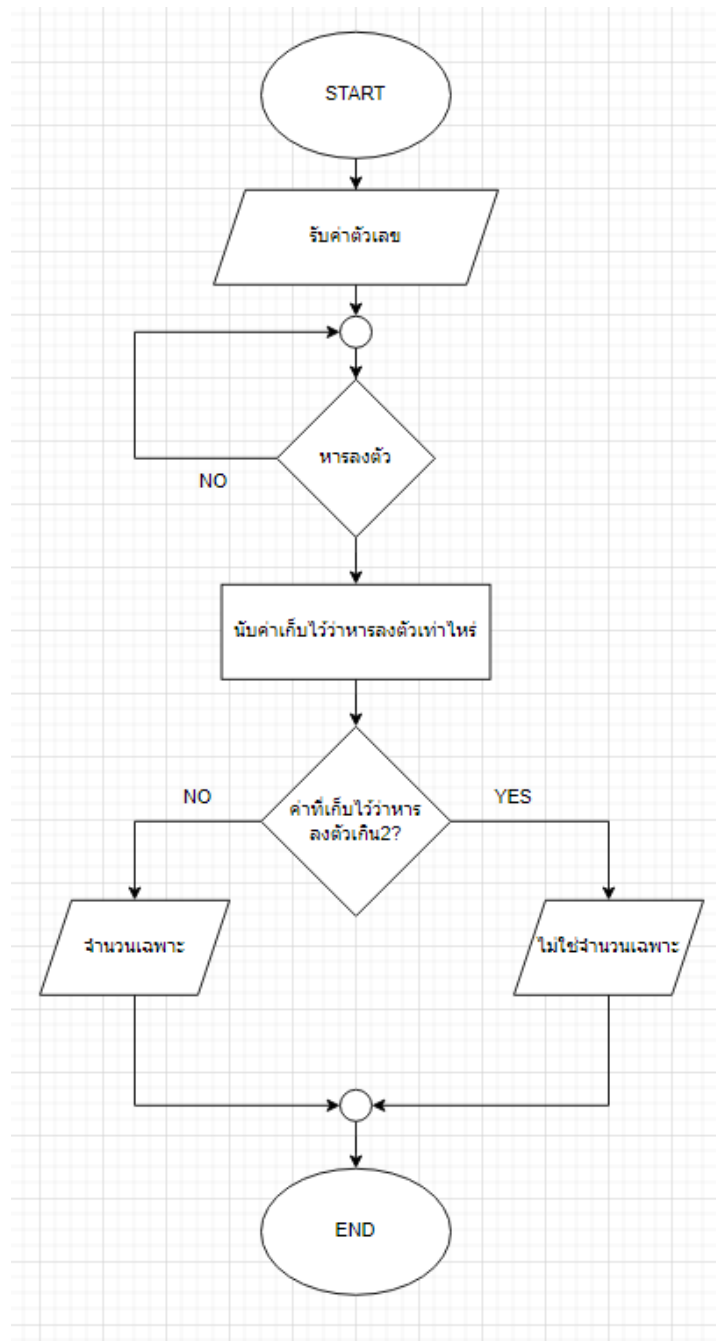 START
รับค่าตัวเลข
หารลงตัว
NO
นับค่าเก็บไว้ว่าหารลงตัวเท่าไหร่
NO
YES
ค่าที่เก็บไว้ว่าหาร
ลงตัวเกิน2?
จำนวนเฉพาะ
ไม่ใช่จำนวนเฉพาะ
END